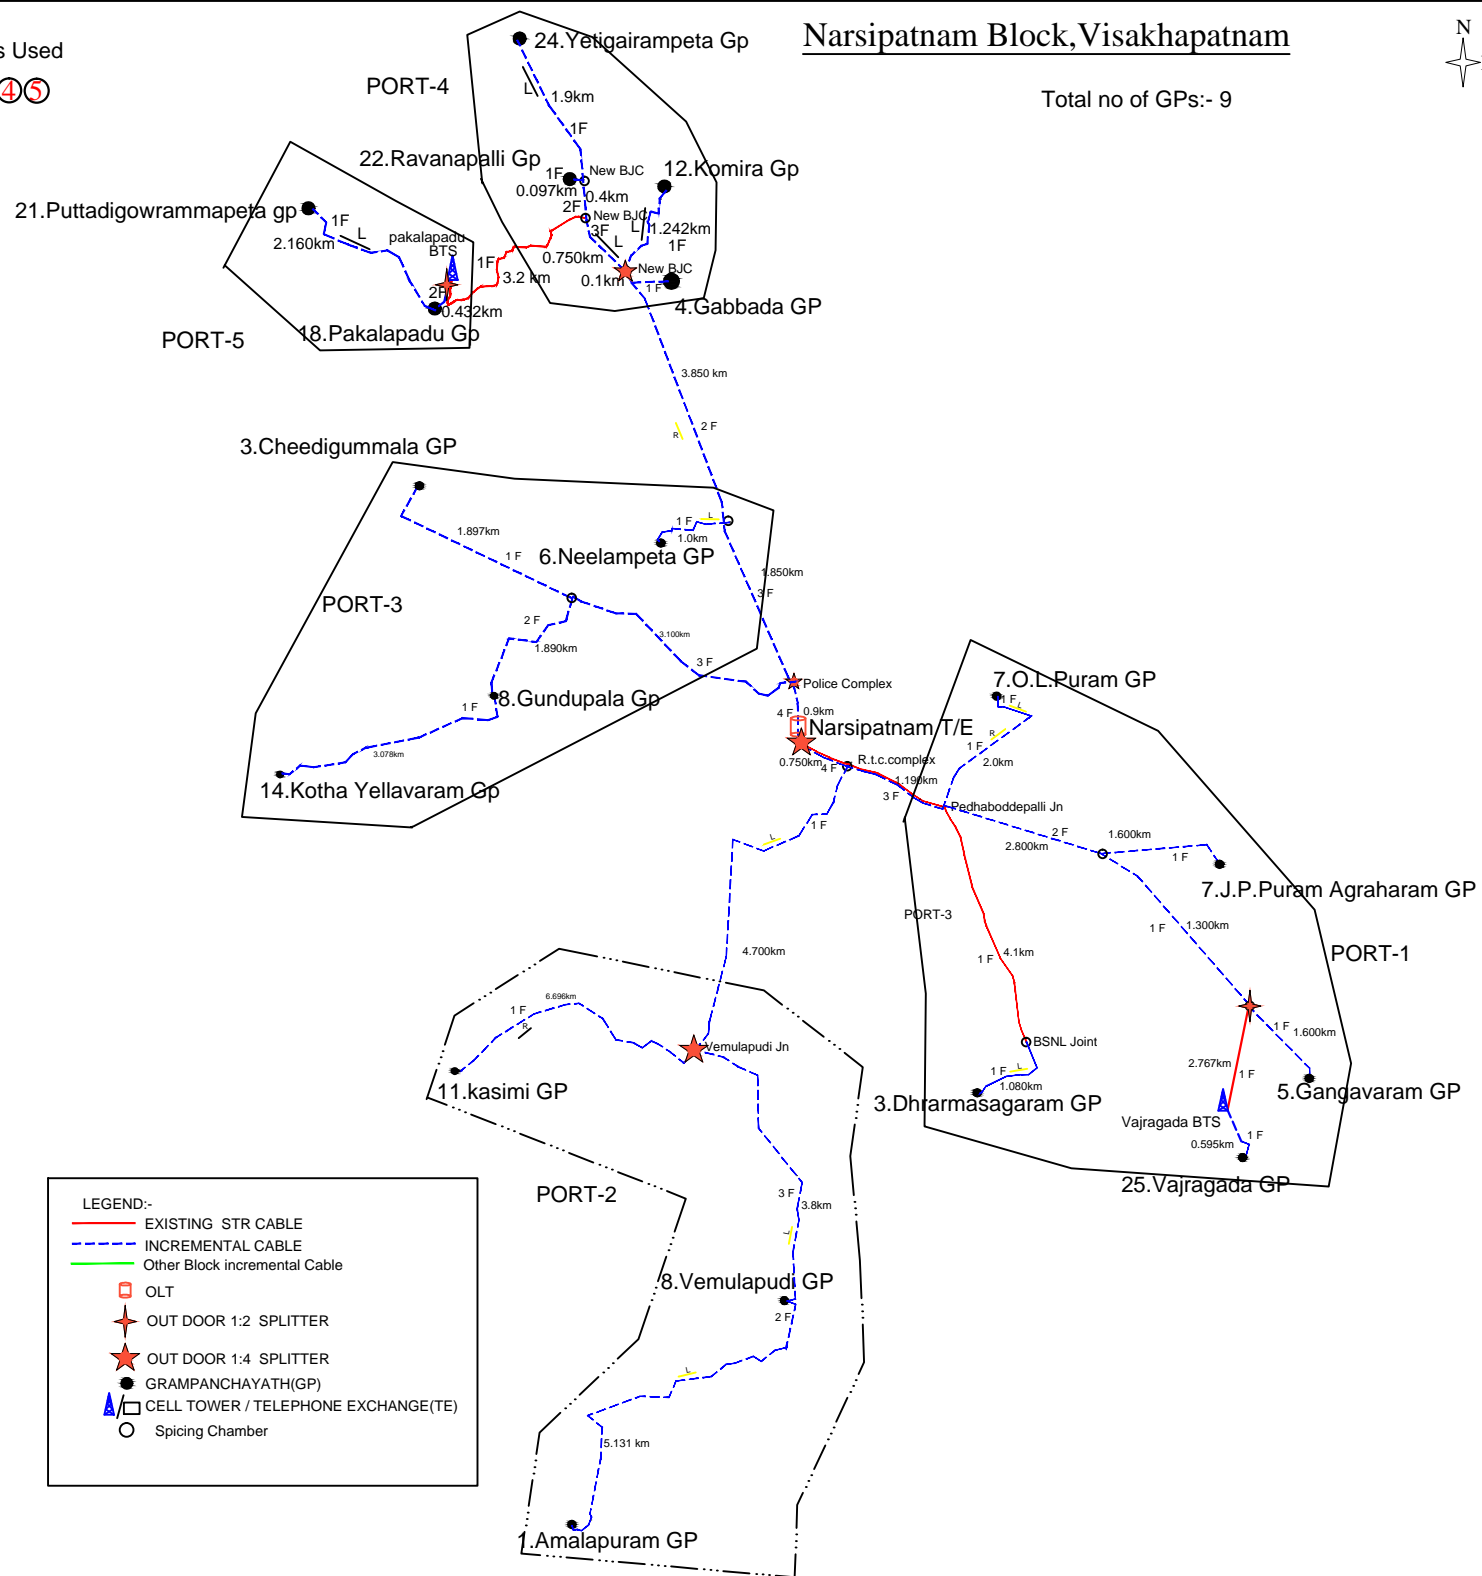 Narsipatnam Block,Visakhapatnam
N
s Used
4 5
Total no of GPs:- 9
PORT-4
24.Yetigairampeta Gp
L
1.9km
1F
22.Ravanapalli Gp
1F
New BJC
0.097km
0.4km
12.Komira Gp
2F
New BJC
3F
L
L
1.242km
1F
0.750km
New BJC
0.1km
1 F
4.Gabbada GP
21.Puttadigowrammapeta gp
1F
L
2.160km
pakalapadu
BTS
1F
3.2 km
2F
0.432km
18.Pakalapadu Gp
PORT-5
3.850 km
R
2 F
3.Cheedigummala GP
1.897km
1 F
1 F
L
1.0km
6.Neelampeta GP
1.850km
3 F
PORT-3
2 F
1.890km
3.100km
3 F
8.Gundupala Gp
1 F
3.078km
14.Kotha Yellavaram Gp
Police Complex
4 F
0.9km
Narsipatnam T/E
0.750km
4 F
R.t.c.complex
1.190km
3 F
Pedhaboddepalli Jn
7.O.L.Puram GP
1 F
L
R
1 F
2.0km
2 F
2.800km
1.600km
1 F
7.J.P.Puram Agraharam GP
1 F
1.300km
PORT-1
PORT-3
1 F
4.1km
BSNL Joint
1 F
L
1.080km
3.Dhrarmasagaram GP
1 F
1.600km
5.Gangavaram GP
2.767km
1 F
Vajragada BTS
0.595km
1 F
25.Vajragada GP
L
1 F
4.700km
6.696km
1 F
R
Vemulapudi Jn
11.kasimi GP
PORT-2
3 F
3.8km
L
8.Vemulapudi GP
2 F
L
5.131 km
1.Amalapuram GP
LEGEND:-
EXISTING STR CABLE
INCREMENTAL CABLE
Other Block incremental Cable
OLT
OUT DOOR 1:2 SPLITTER
OUT DOOR 1:4 SPLITTER
GRAMPANCHAYATH(GP)
CELL TOWER / TELEPHONE EXCHANGE(TE)
Spicing Chamber